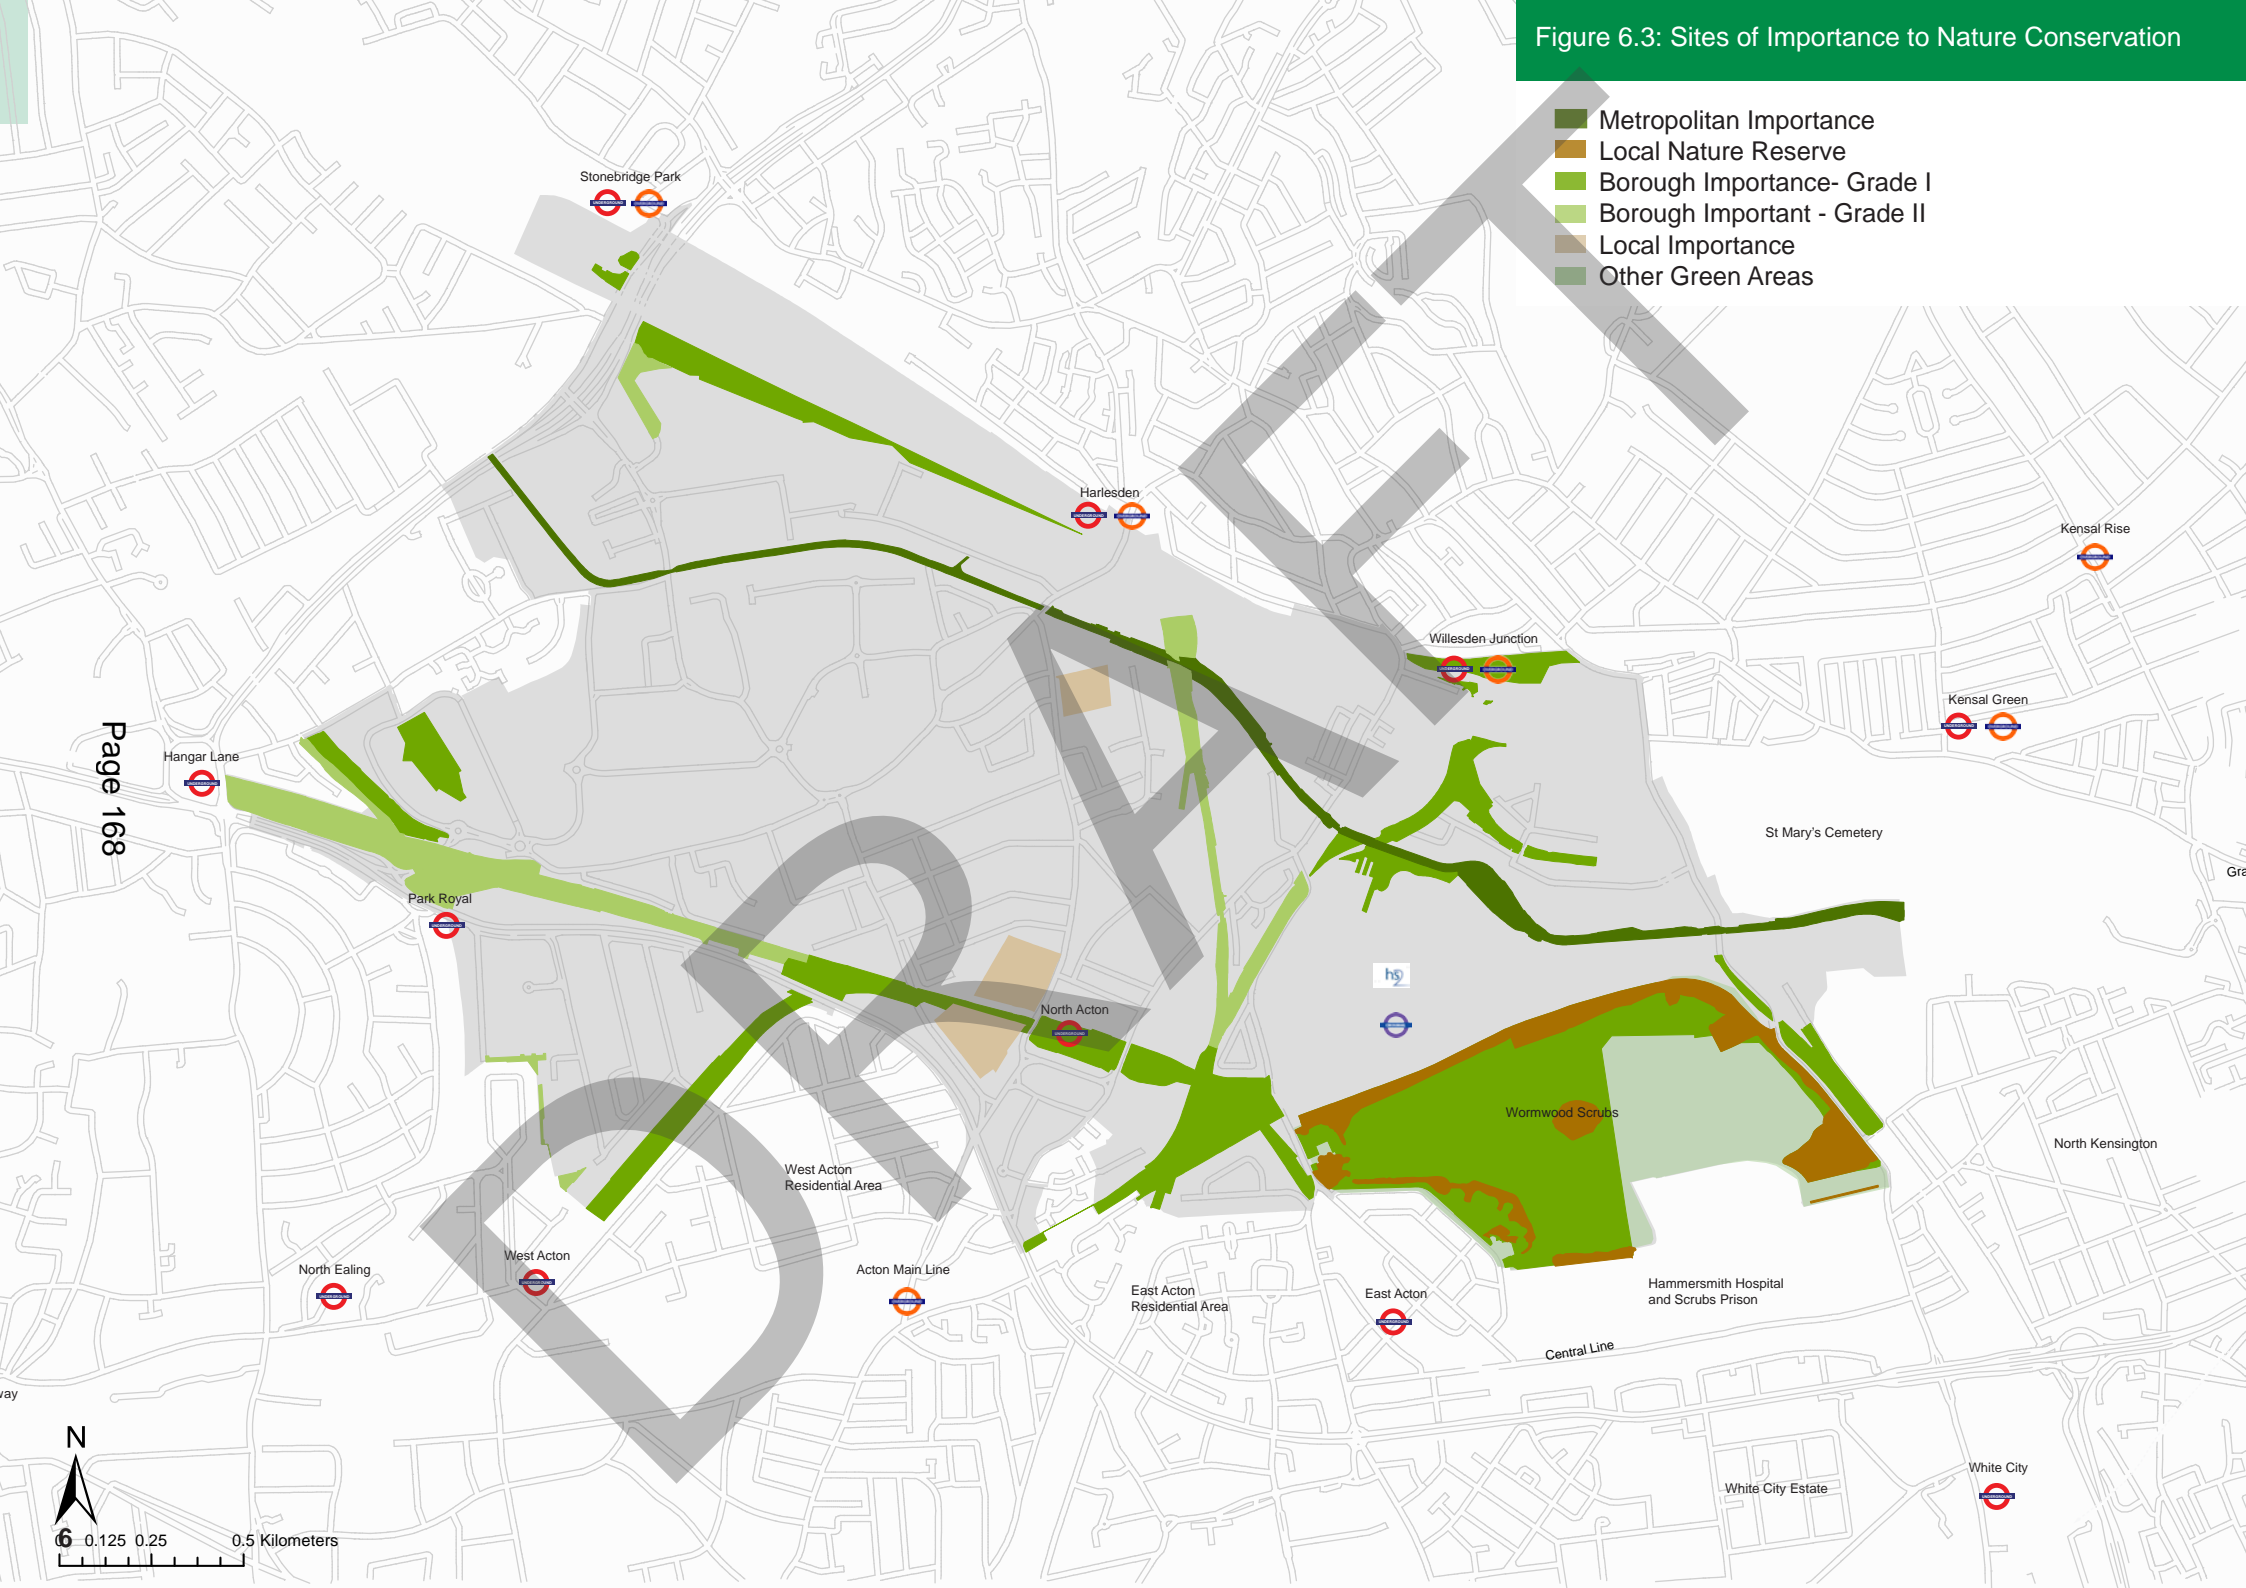 Figure 6.3: Sites of Importance to Nature Conservation
Metropolitan Importance
Local Nature Reserve
Borough Importance- Grade I
Borough Important - Grade II
Local Importance
Other Green Areas
Stonebridge Park
Harlesden
Kensal Rise
Willesden Junction
Kensal Green
Hangar Lane
Page 168
St Mary's Cemetery
Gra
Park Royal
hs2
North Acton
Wormwood Scrubs
North Kensington
West Acton
Residential Area
West Acton
North Ealing
Acton Main Line
East Acton
Residential Area
East Acton
Hammersmith Hospital
and Scrubs Prison
Central Line
way
White City
White City Estate
N
0 0.125 0.25 0.5 Kilometers
6
DRAFT